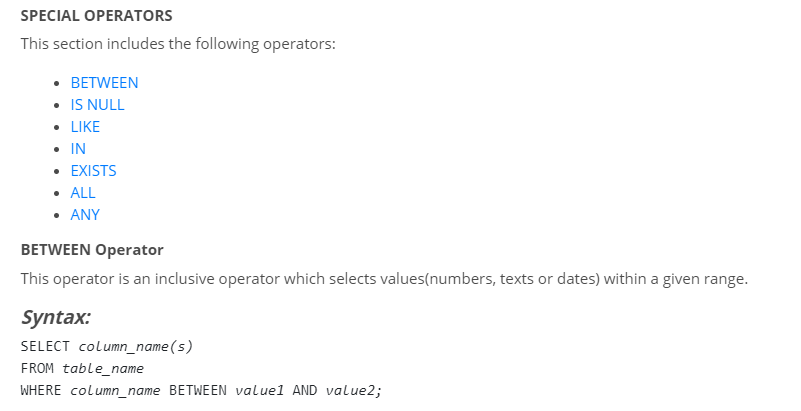 SPECIAL OPERATORS
This section includes the following operators:
• BETWEEN
• IS NULL
• LIKE
• IN
• EXISTS
• ALL
• ANY
BETWEEN Operator
This operator is an inclusive operator which selects values(numbers, texts or dates) within a given range.
Syntax:
SELECT column_name(s)
FROM table_name
WHERE column_name BETWEEN value1 AND value2;